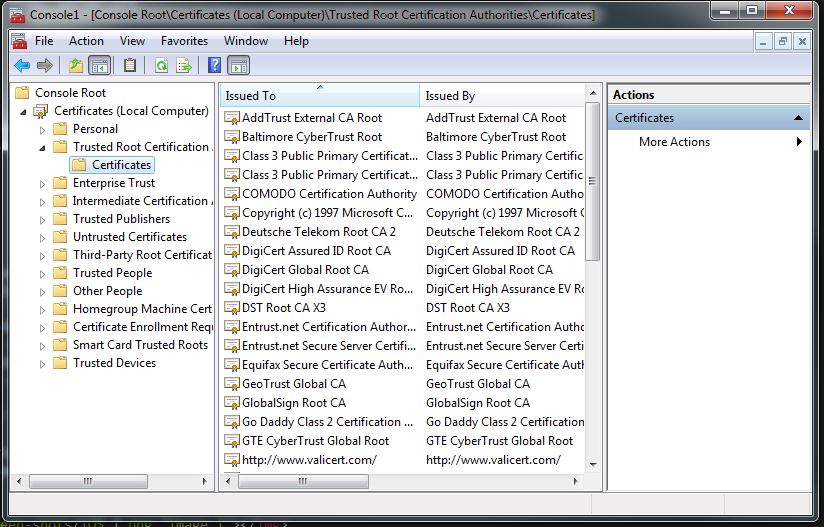 Console1 - [Console Root\Certificates (Local Computer)\Trusted Root Certification Authorities\Certificates]
File Action View Favorites Window Help
Console Root
Certificates (Local Computer)
Personal
Trusted Root Certification
Certificates
Enterprise Trust
Intermediate Certification
Trusted Publishers
Untrusted Certificates
Third-Party Root Certificat
Trusted People
Other People
Homegroup Machine Cert
Certificate Enrollment Requ
Smart Card Trusted Roots
Trusted Devices
Issued To Issued By
AddTrust External CA Root AddTrust External CA Root
Baltimore CyberTrust Root Baltimore CyberTrust Root
Class 3 Public Primary Certificat... Class 3 Public Primary Certificat
Class 3 Public Primary Certificat... Class 3 Public Primary Certificat
COMODO Certification Authority COMODO Certification Authority
Copyright (c) 1997 Microsoft C... Copyright (c) 1997 Microsoft C
Deutsche Telekom Root CA 2 Deutsche Telekom Root CA 2
DigiCert Assured ID Root CA DigiCert Assured ID Root CA
DigiCert Global Root CA DigiCert Global Root CA
DigiCert High Assurance EV Ro... DigiCert High Assurance EV Ro
DST Root CA X3 DST Root CA X3
Entrust.net Certification Author... Entrust.net Certification Author
Entrust.net Secure Server Certifi... Entrust.net Secure Server Certifi
Equifax Secure Certificate Auth... Equifax Secure Certificate Auth
GeoTrust Global CA GeoTrust Global CA
GlobalSign Root CA GlobalSign Root CA
Go Daddy Class 2 Certification ... Go Daddy Class 2 Certification
GTE CyberTrust Global Root GTE CyberTrust Global Root
http://www.valicert.com/ http://www.valicert.com/
Actions
Certificates
More Actions